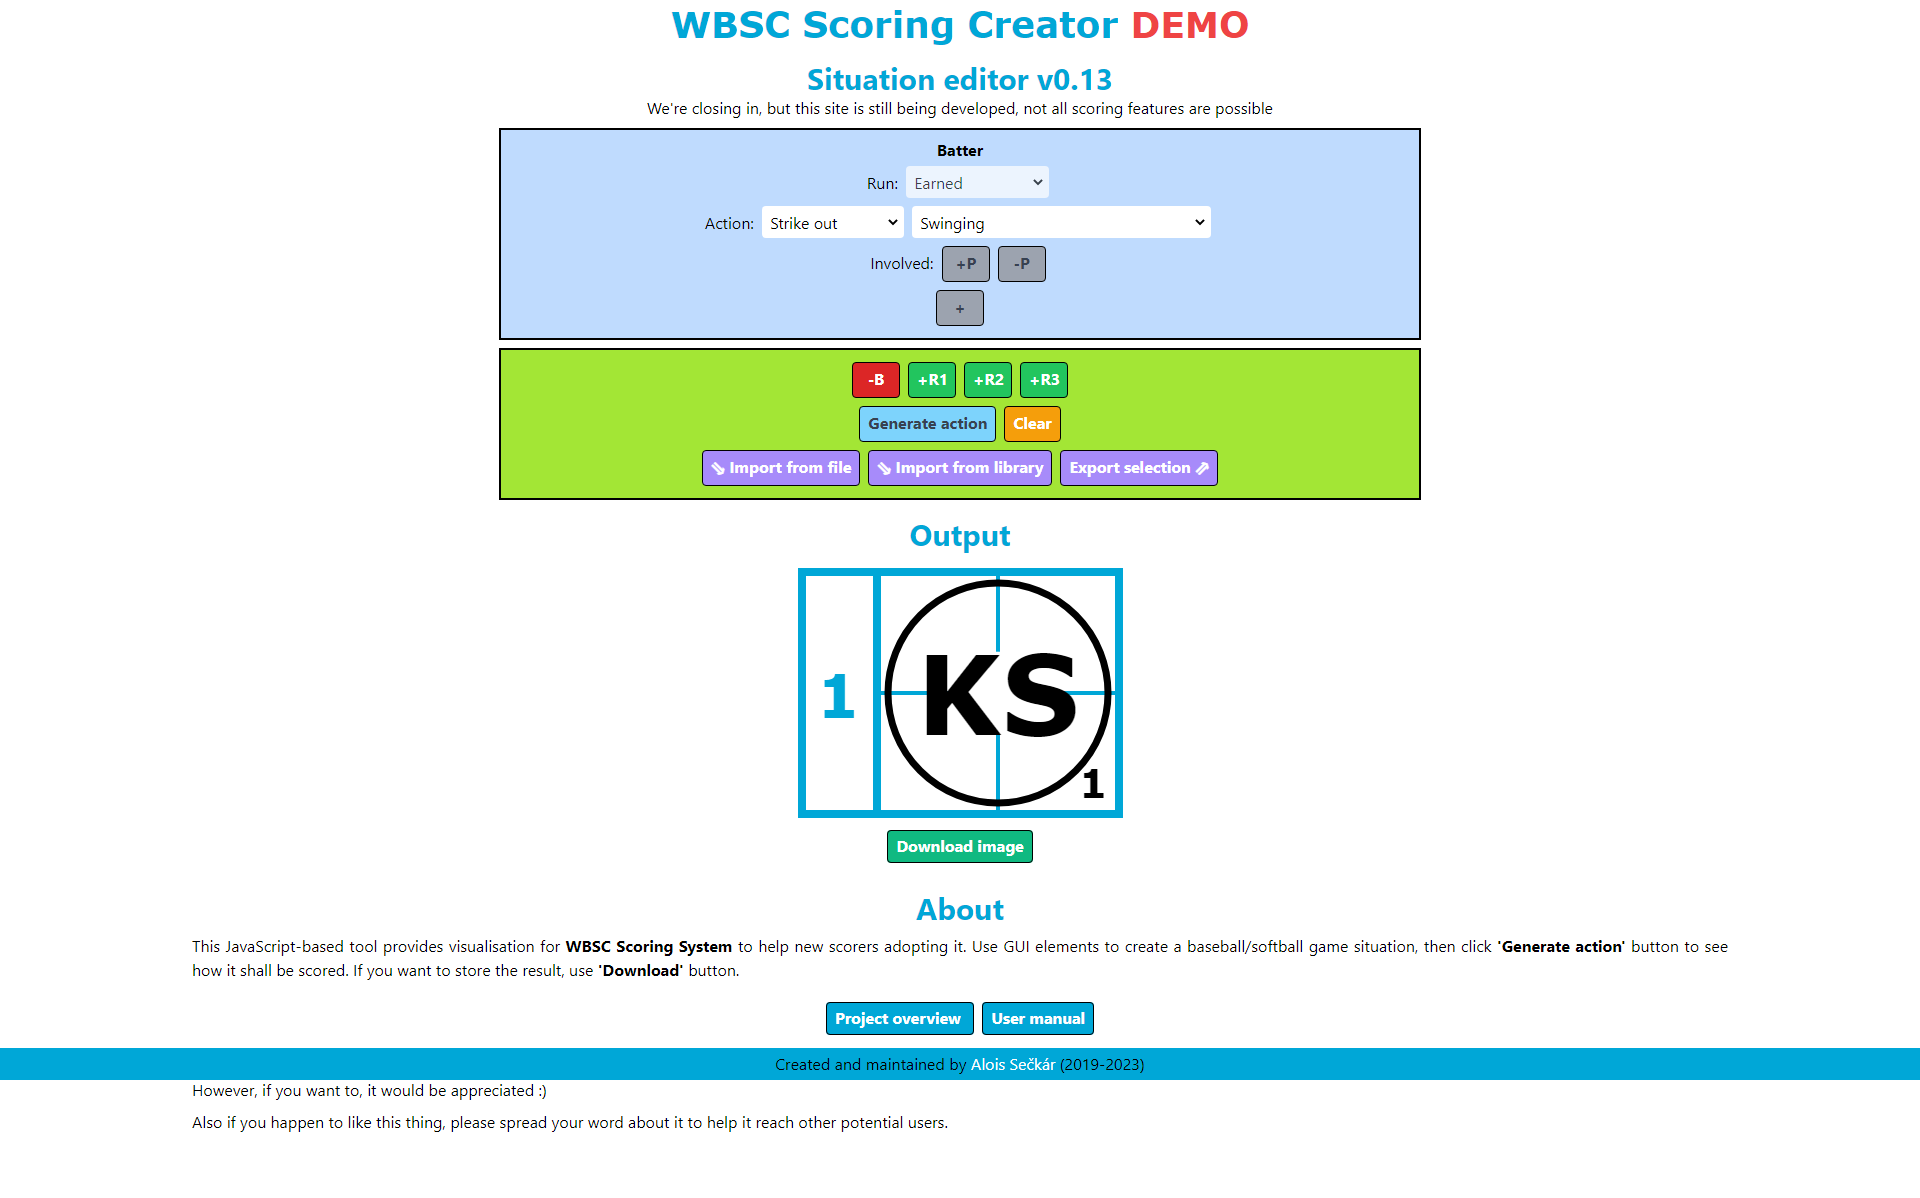 WBSC Scoring Creator DEMO
Situation editor v0.13
We're closing in, but this site is still being developed, not all scoring features are possible
Batter
Run: Earned
Action: Strike out Swinging
Involved: +P -P
+
-B +R1 +R2 +R3
Generate action Clear
⇘ Import from file ⇘ Import from library Export selection ⇗
Output
1 KS 1
Download image
About
This JavaScript-based tool provides visualisation for WBSC Scoring System to help new scorers adopting it. Use GUI elements to create a baseball/softball game situation, then click 'Generate action' button to see
how it shall be scored. If you want to store the result, use 'Download' button.
Project overview User manual
Created and maintained by Alois Sečkár (2019-2023)
However, if you want to, it would be appreciated :)
Also if you happen to like this thing, please spread your word about it to help it reach other potential users.